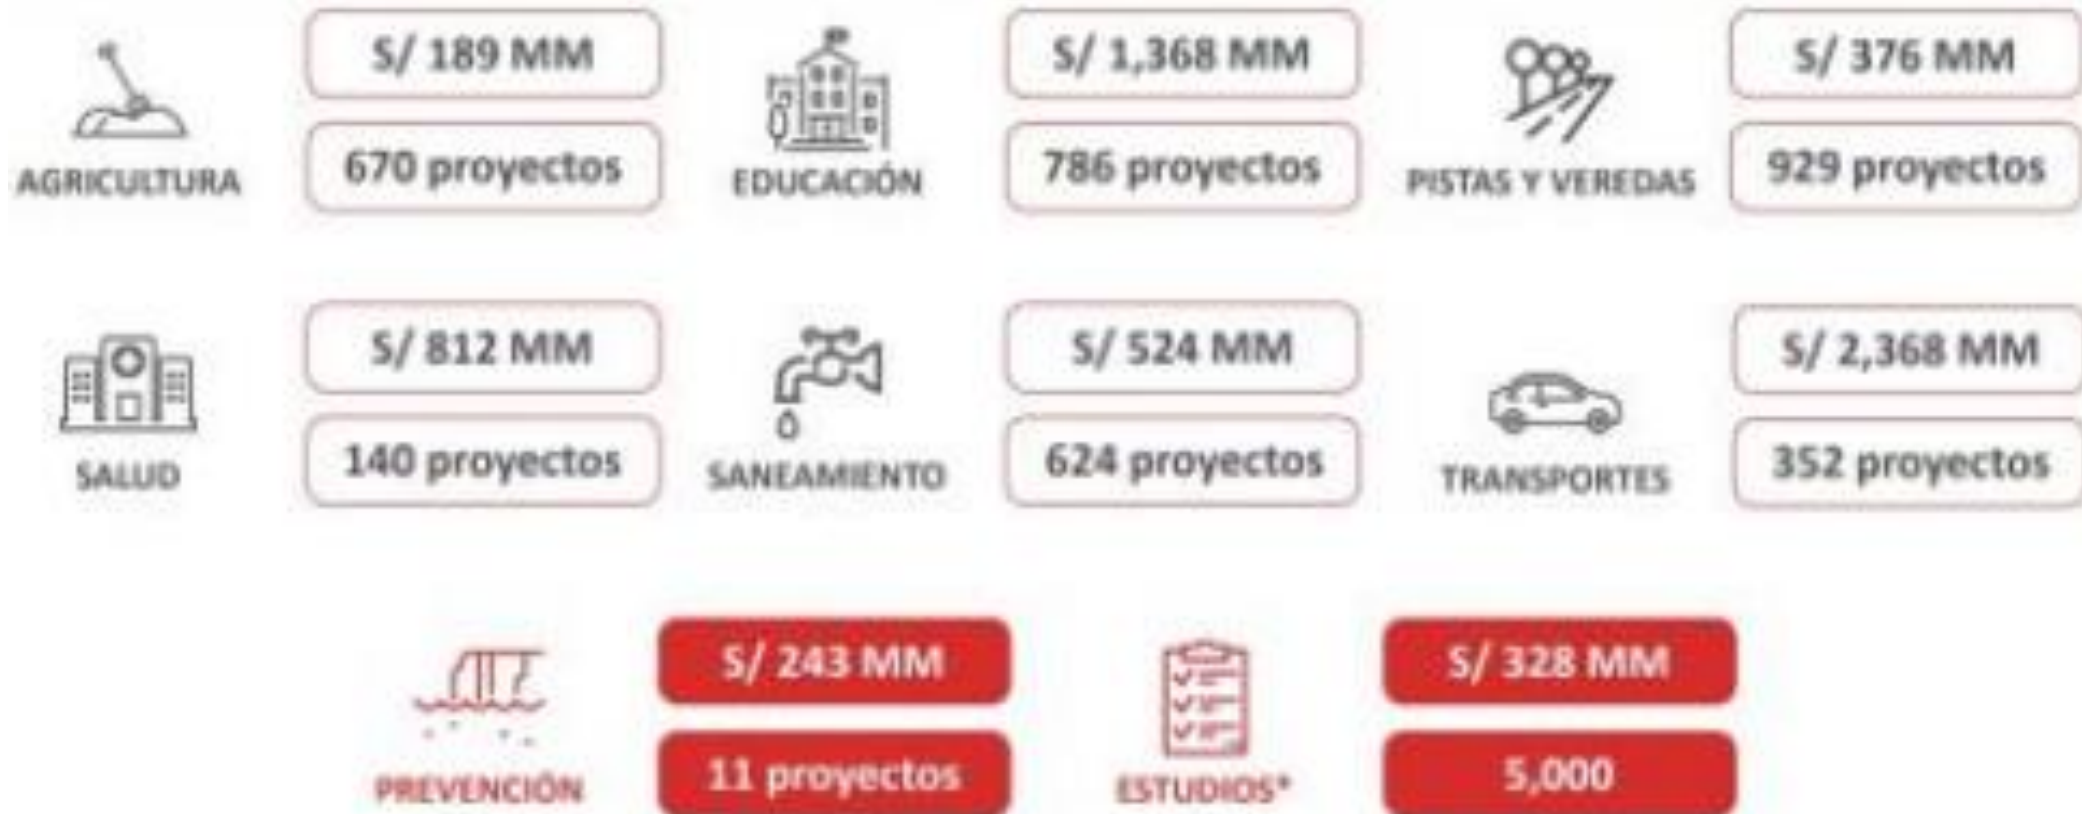 S/ 189 MM
670 proyectos
AGRICULTURA
S/ 1,368 MM
786 proyectos
EDUCACIÓN
S/ 376 MM
929 proyectos
PISTAS Y VEREDAS
S/ 812 MM
140 proyectos
SALUD
S/ 524 MM
624 proyectos
SANEAMIENTO
S/ 2,368 MM
352 proyectos
TRANSPORTES
S/ 243 MM
11 proyectos
PREVENCIÓN
S/ 328 MM
5,000
ESTUDIOS*